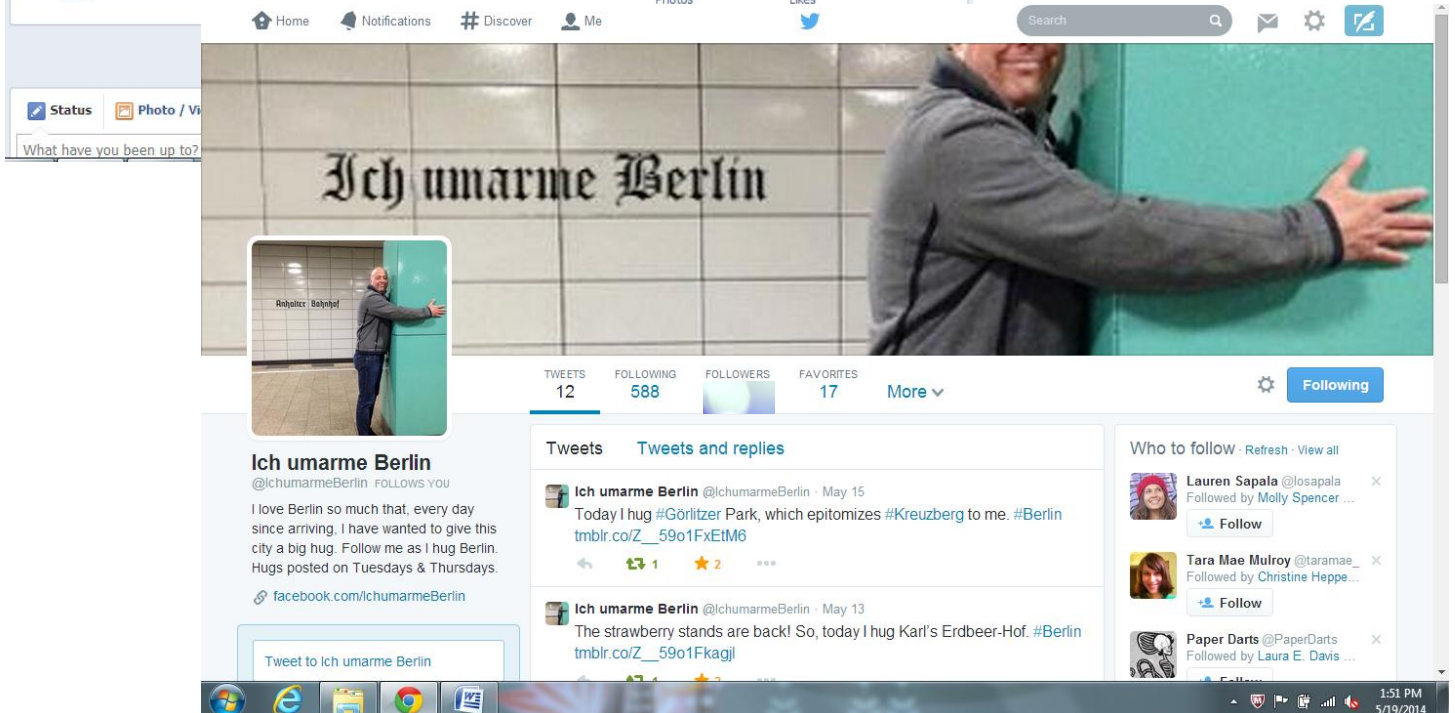 Photos
Likes
Home
Notifications
Discover
Me
Search
Status
Photo / Vi
What have you been up to?
Ich umarme Berlin
Anhalter Bahnhof
TWEETS
12
FOLLOWING
588
FOLLOWERS
FAVORITES
17
More
Following
Ich umarme Berlin
@IchumarmeBerlin FOLLOWS YOU
I love Berlin so much that, every day
since arriving, I have wanted to give this
city a big hug. Follow me as I hug Berlin.
Hugs posted on Tuesdays & Thursdays.
facebook.com/IchumarmeBerlin
Tweet to Ich umarme Berlin
Tweets Tweets and replies
Ich umarme Berlin @IchumarmeBerlin · May 15
Today I hug #Görlitzer Park, which epitomizes #Kreuzberg to me. #Berlin
tmblr.co/Z__59o1FxEtM6
1 2
Ich umarme Berlin @IchumarmeBerlin · May 13
The strawberry stands are back! So, today I hug Karl's Erdbeer-Hof. #Berlin
tmblr.co/Z__59o1Fkagjl
Who to follow · Refresh · View all
Lauren Sapala @losapala
Followed by Molly Spencer ...
Follow
Tara Mae Mulroy @taramae_
Followed by Christine Heppe...
Follow
Paper Darts @PaperDarts
Followed by Laura E. Davis ...
1:51 PM
5/19/2014